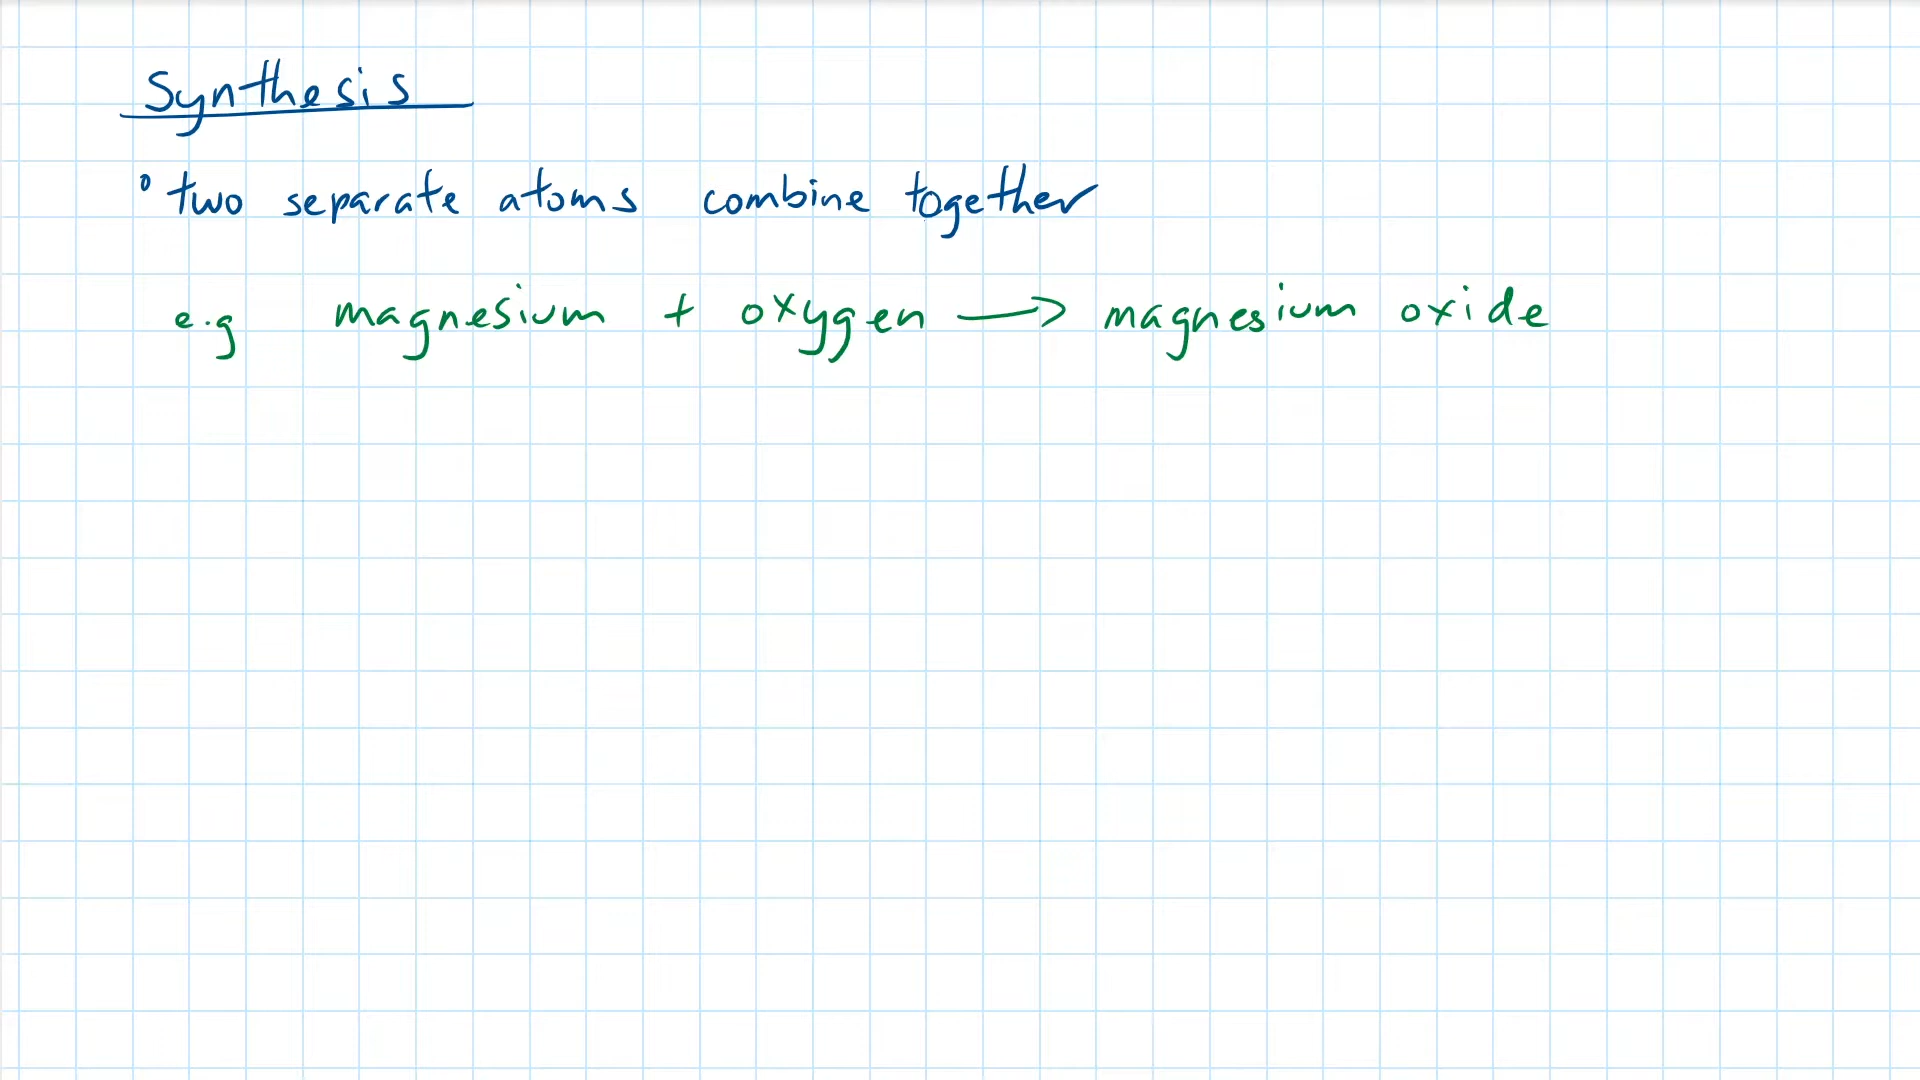 Synthesis
° two separate atoms combine together
e.g magnesium + oxygen → magnesium oxide